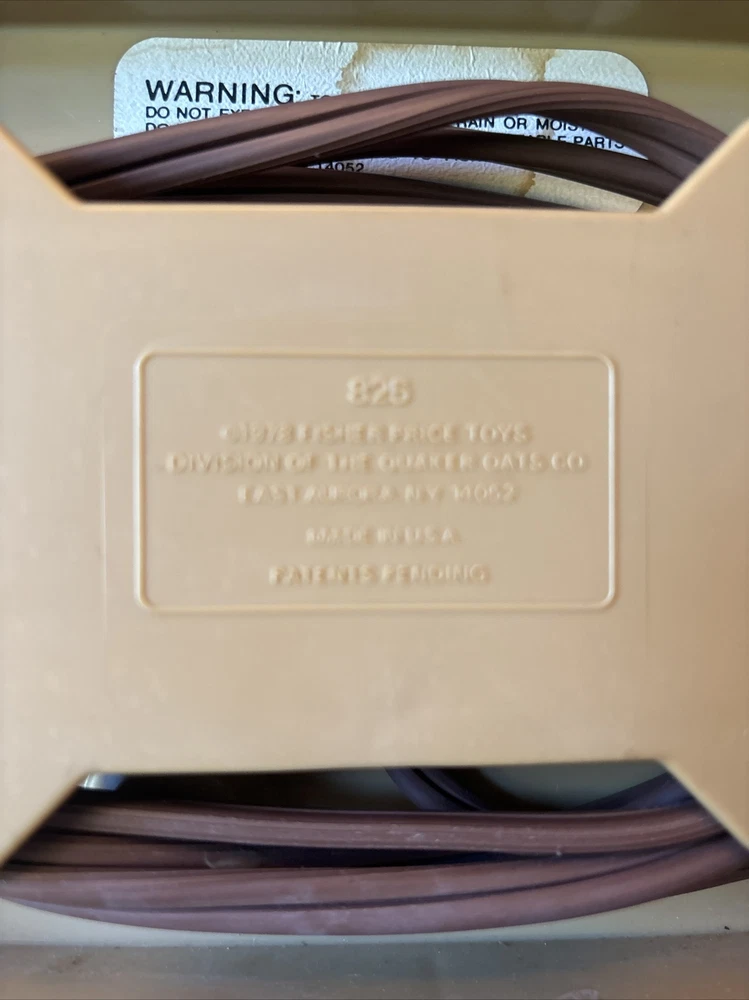 WARNING:
DO NOT
RAIN OR
PARTS
14052
825
©1978 FISHER PRICE TOYS
DIVISION OF THE QUAKER OATS CO
EAST AURORA N.Y. 14052
MADE IN U S A
PATENTS PENDING